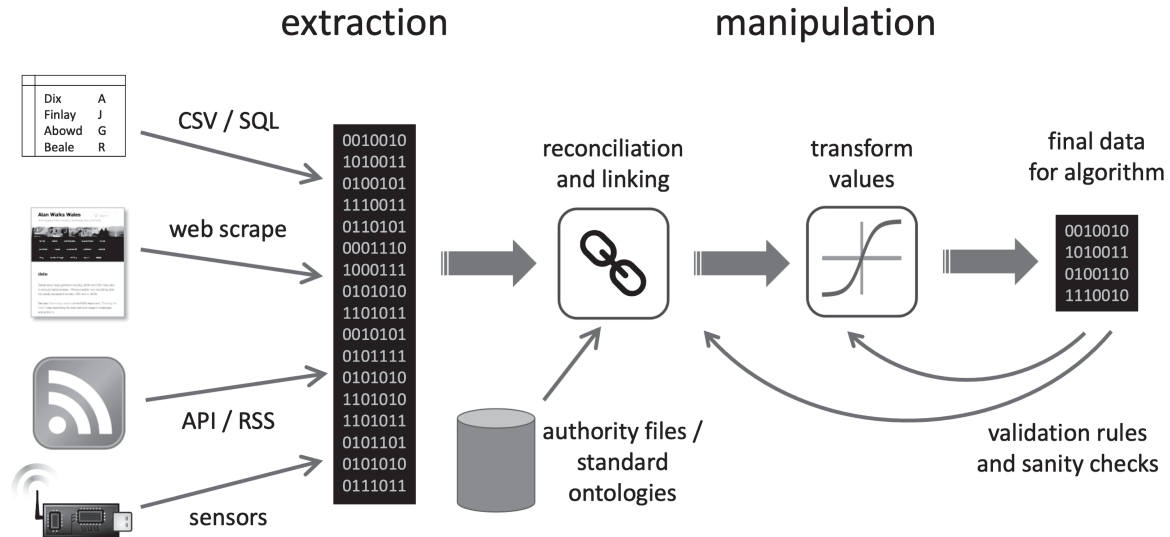 extraction
manipulation
Dix A
Finlay J
Abowd G
Beale R
CSV / SQL
Alan Walks Wales
web scrape
data
API / RSS
sensors
0010010
1010011
0100101
1110011
0110101
0001110
1000111
0101010
1101011
0010101
0101111
0101010
1101010
1101011
0101101
0101010
0111011
reconciliation
and linking
authority files /
standard
ontologies
transform
values
final data
for algorithm
0010010
1010011
0100110
1110010
validation rules
and sanity checks